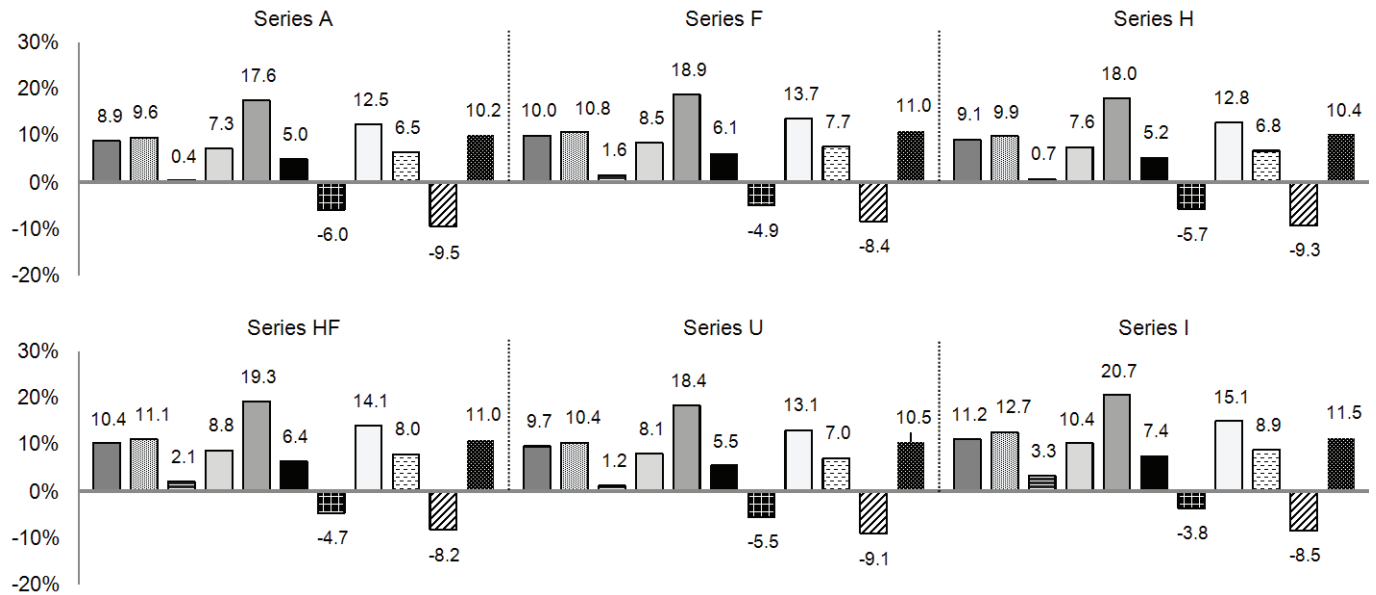 Series A Series F Series H
30%
20%
10%
0%
-10%
-20%
8.9 9.6 0.4 7.3 17.6 5.0 -6.0 12.5 6.5 -9.5 10.2
10.0 10.8 1.6 8.5 18.9 6.1 -4.9 13.7 7.7 -8.4 11.0
9.1 9.9 0.7 7.6 18.0 5.2 -5.7 12.8 6.8 -9.3 10.4
Series HF Series U Series I
30%
20%
10%
0%
-10%
-20%
10.4 11.1 2.1 8.8 19.3 6.4 -4.7 14.1 8.0 -8.2 11.0
9.7 10.4 1.2 8.1 18.4 5.5 -5.5 13.1 7.0 -9.1 10.5
11.2 12.7 3.3 10.4 20.7 7.4 -3.8 15.1 8.9 -8.5 11.5